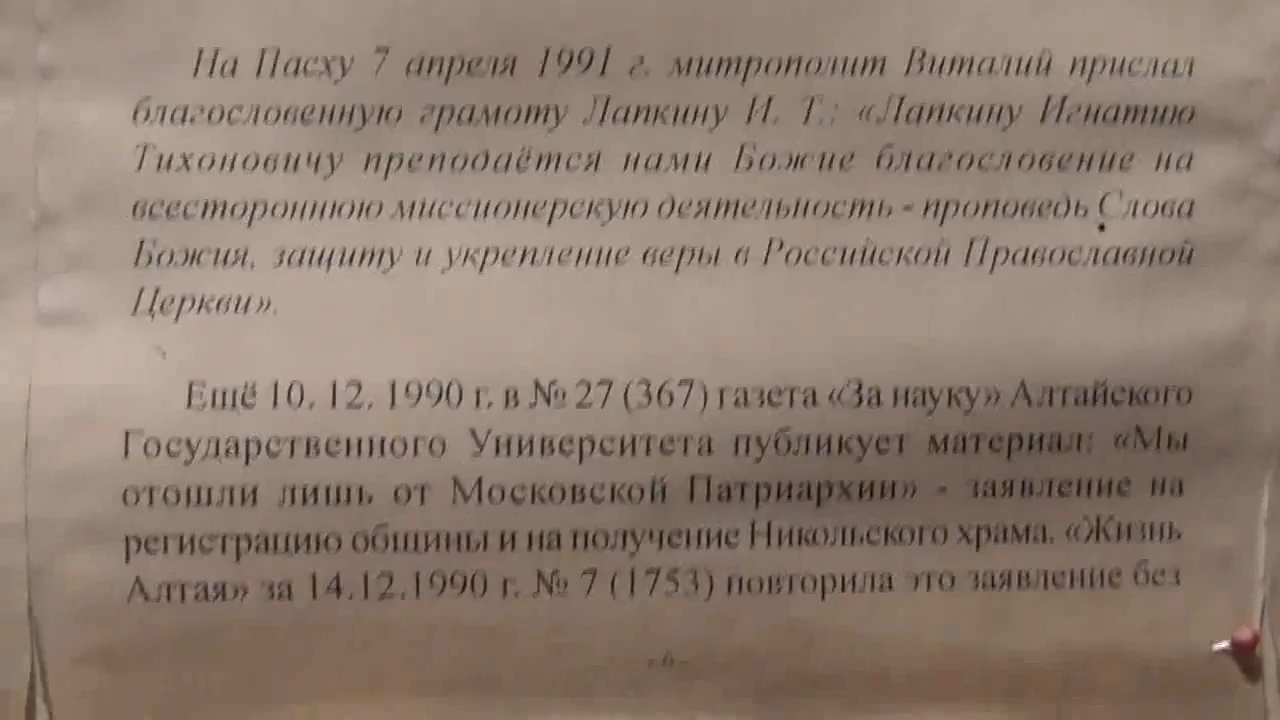 На Пасху 7 апреля 1991 г. митрополит Виталий прислал
благословенную грамоту Лапкину И. Т.: «Лапкину Игнатию
Тихоновичу преподаётся нами Божие благословение на
всестороннюю миссионерскую деятельность - проповедь Слова
Божия, защиту и укрепление веры в Российской Православной
Церкви».
Ещё 10. 12. 1990 г. в № 27 (367) газета «За науку» Алтайского
Государственного Университета публикует материал: «Мы
отошли лишь от Московской Патриархии» - заявление на
регистрацию общины и на получение Никольского храма. «Жизнь
Алтая» за 14.12.1990 г. № 7 (1753) повторила это заявление без